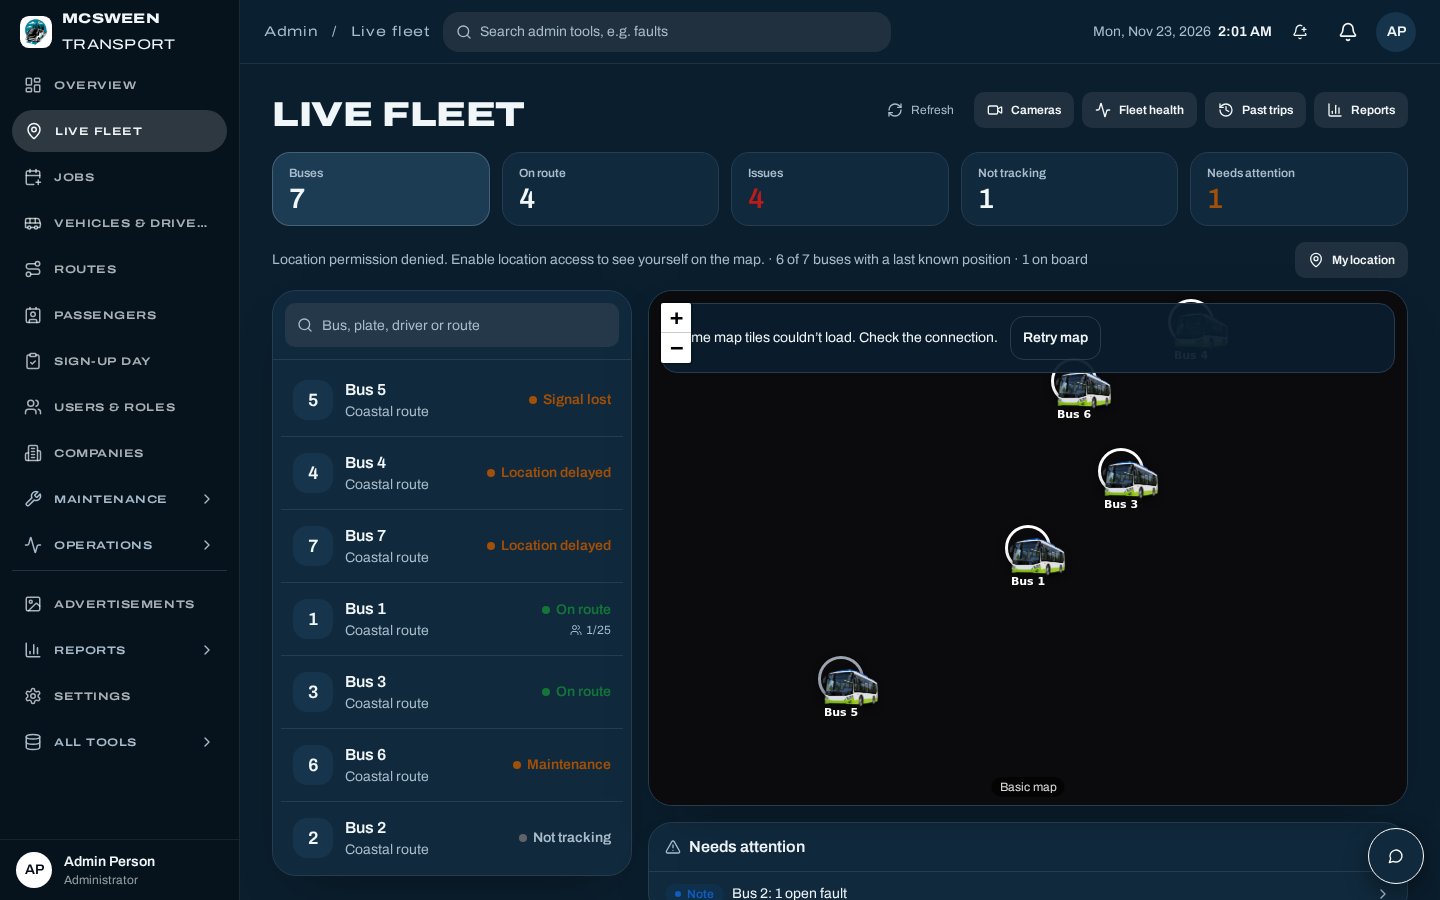 MCSWEEN
TRANSPORT
OVERVIEW
LIVE FLEET
JOBS
VEHICLES & DRIVE...
ROUTES
PASSENGERS
SIGN-UP DAY
USERS & ROLES
COMPANIES
MAINTENANCE
OPERATIONS
ADVERTISEMENTS
REPORTS
SETTINGS
ALL TOOLS
AP
Admin Person
Administrator
Admin / Live fleet
Search admin tools, e.g. faults
Mon, Nov 23, 2026 2:01 AM
AP
LIVE FLEET
Refresh
Cameras
Fleet health
Past trips
Reports
Buses
7
On route
4
Issues
4
Not tracking
1
Needs attention
1
Location permission denied. Enable location access to see yourself on the map. · 6 of 7 buses with a last known position · 1 on board
My location
Bus, plate, driver or route
5
Bus 5
Coastal route
Signal lost
4
Bus 4
Coastal route
Location delayed
7
Bus 7
Coastal route
Location delayed
1
Bus 1
Coastal route
On route
1/25
3
Bus 3
Coastal route
On route
6
Bus 6
Coastal route
Maintenance
2
Bus 2
Coastal route
Not tracking
+
−
me map tiles couldn’t load. Check the connection.
Retry map
Bus 4
Bus 6
Bus 3
Bus 1
Bus 5
Basic map
Needs attention
Note
Bus 2: 1 open fault